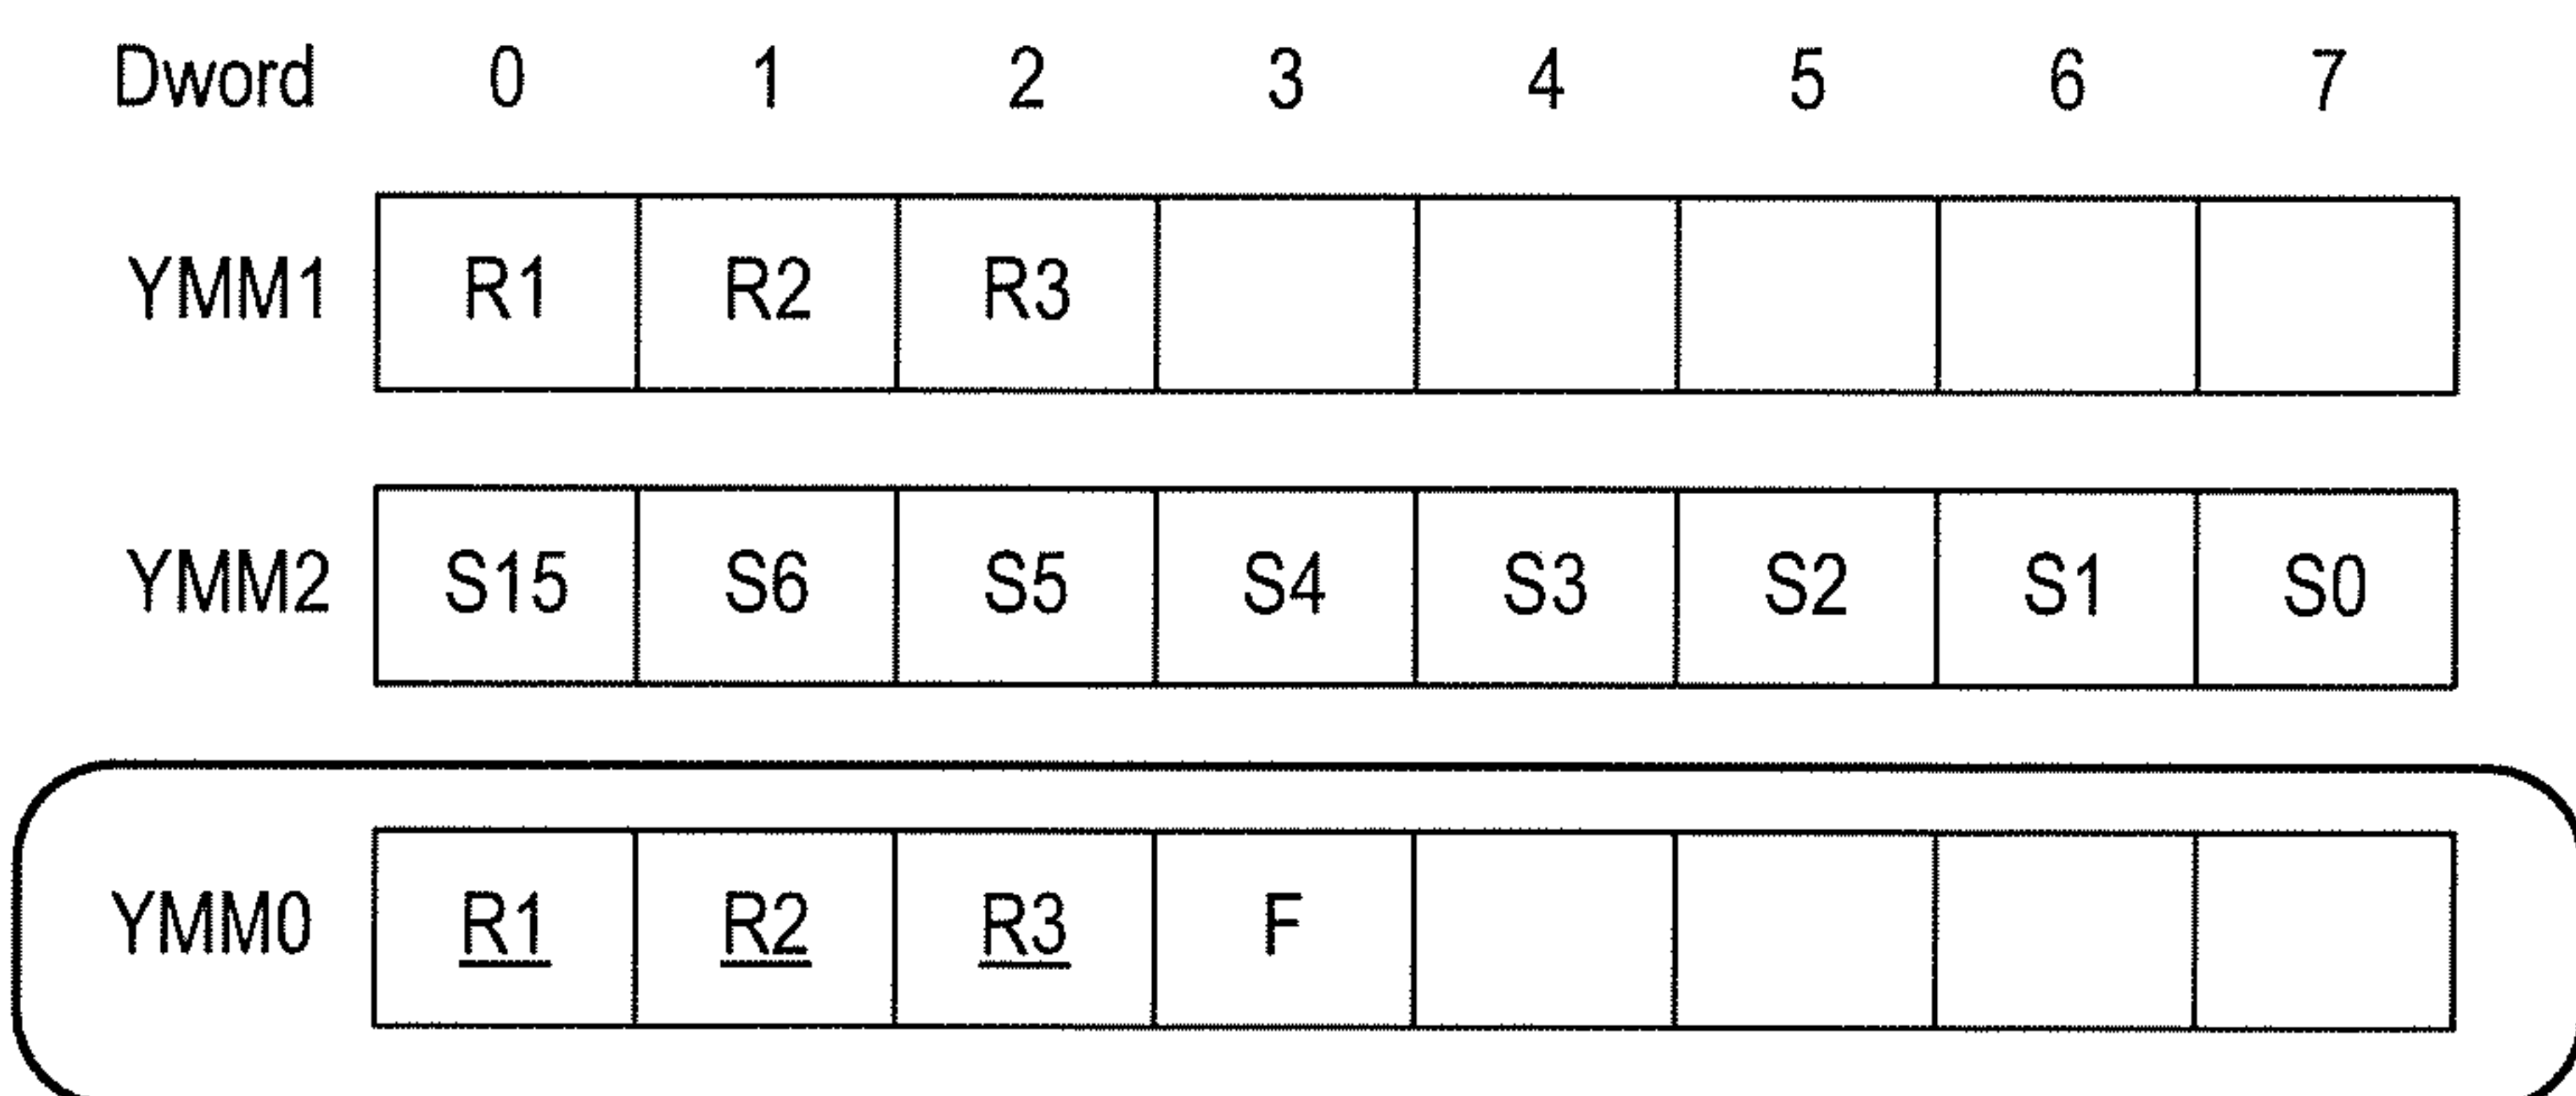 Dword 0 1 2 3 4 5 6 7
YMM1 R1 R2 R3
YMM2 S15 S6 S5 S4 S3 S2 S1 S0
YMM0 R1 R2 R3 F